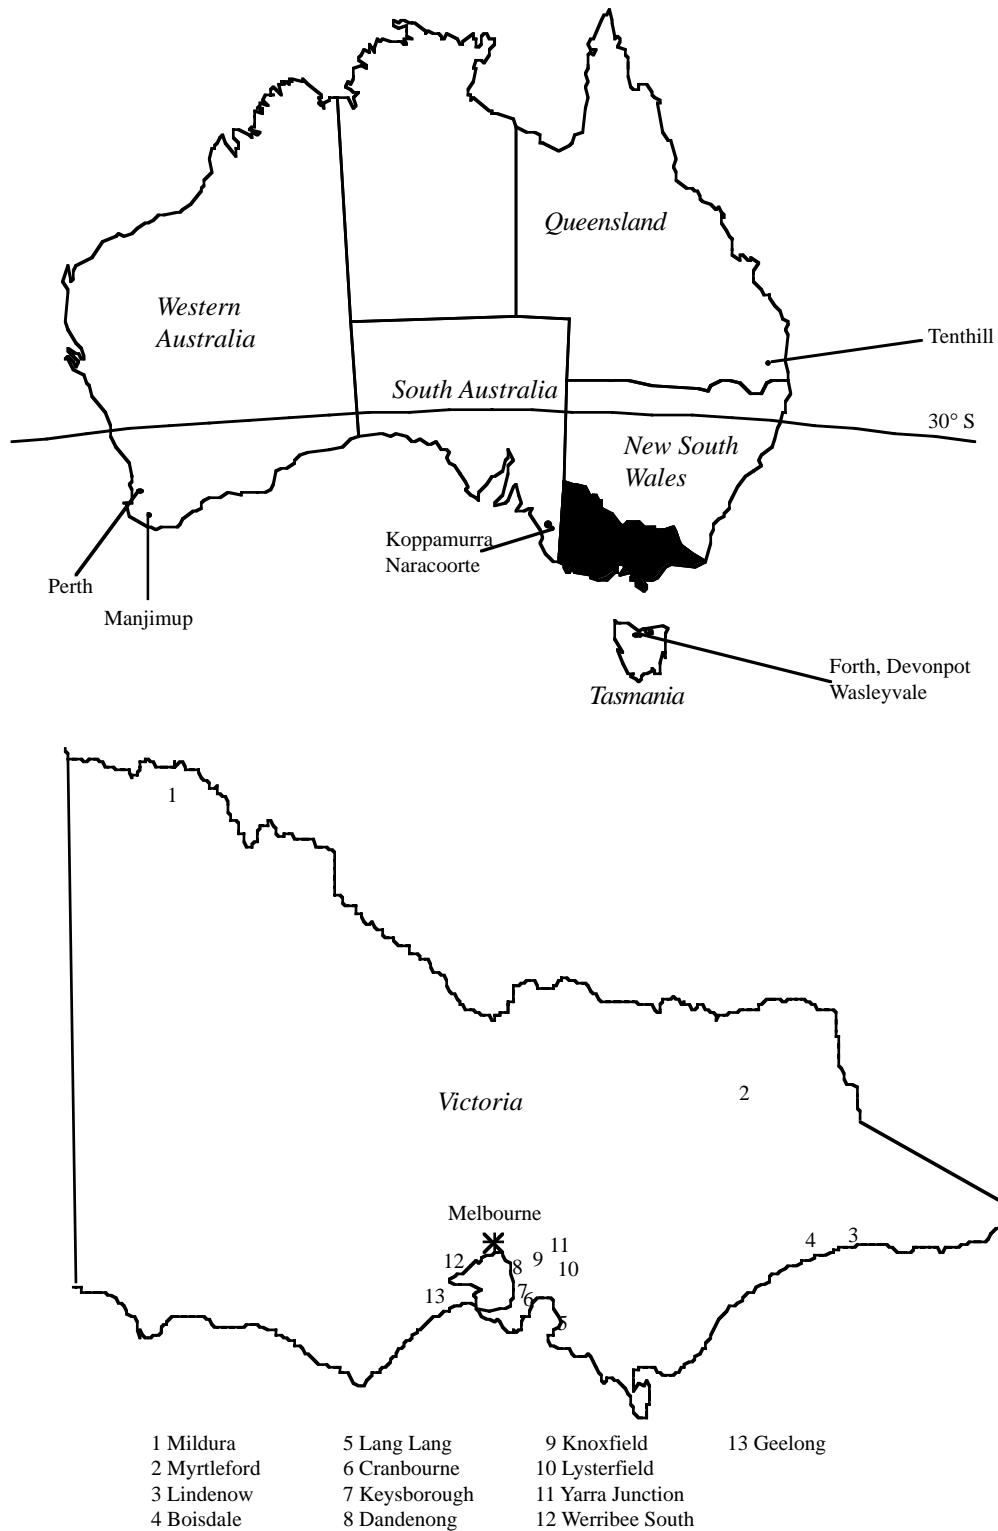 Queensland
Western
Australia
Tenthill
South Australia
30° S
New South
Wales
Koppamurra
Naracoorte
Perth
Manjimup
Forth, Devonpot
Wasleyvale
Tasmania
1
2
Victoria
Melbourne
4
3
11
12
9
8
10
7
13
6
5
1 Mildura
2 Myrtleford
3 Lindenow
4 Boisdale
5 Lang Lang
6 Cranbourne
7 Keysborough
8 Dandenong
9 Knoxfield
10 Lysterfield
11 Yarra Junction
12 Werribee South
13 Geelong